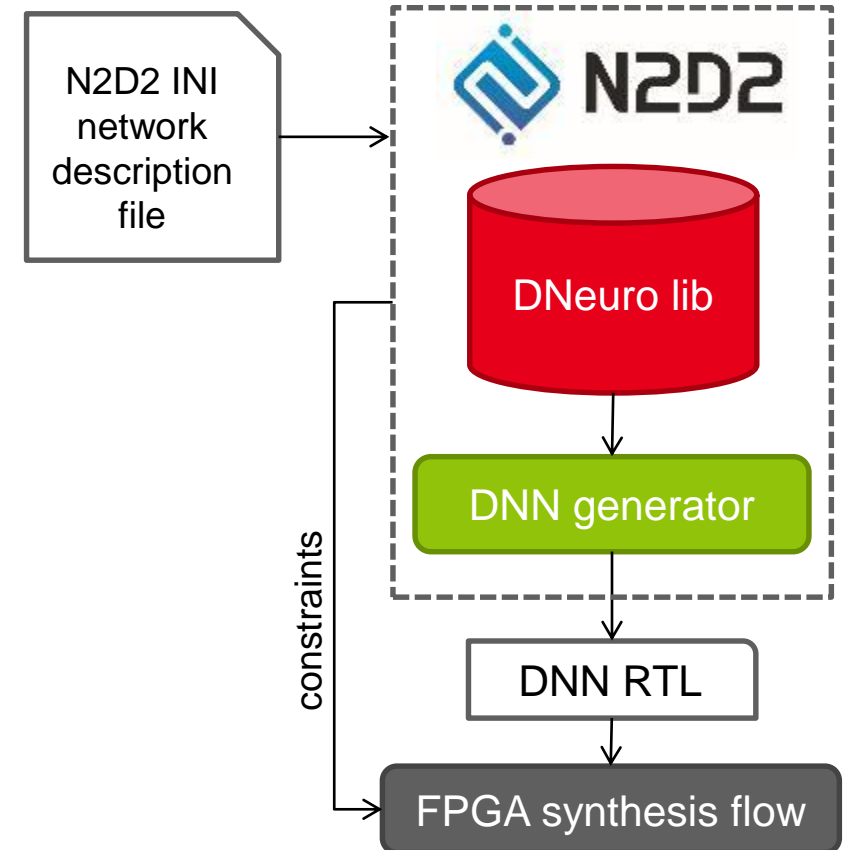 N2D2 INI
network
description
file
N2D2
DNeuro lib
DNN generator
constraints
DNN RTL
FPGA synthesis flow